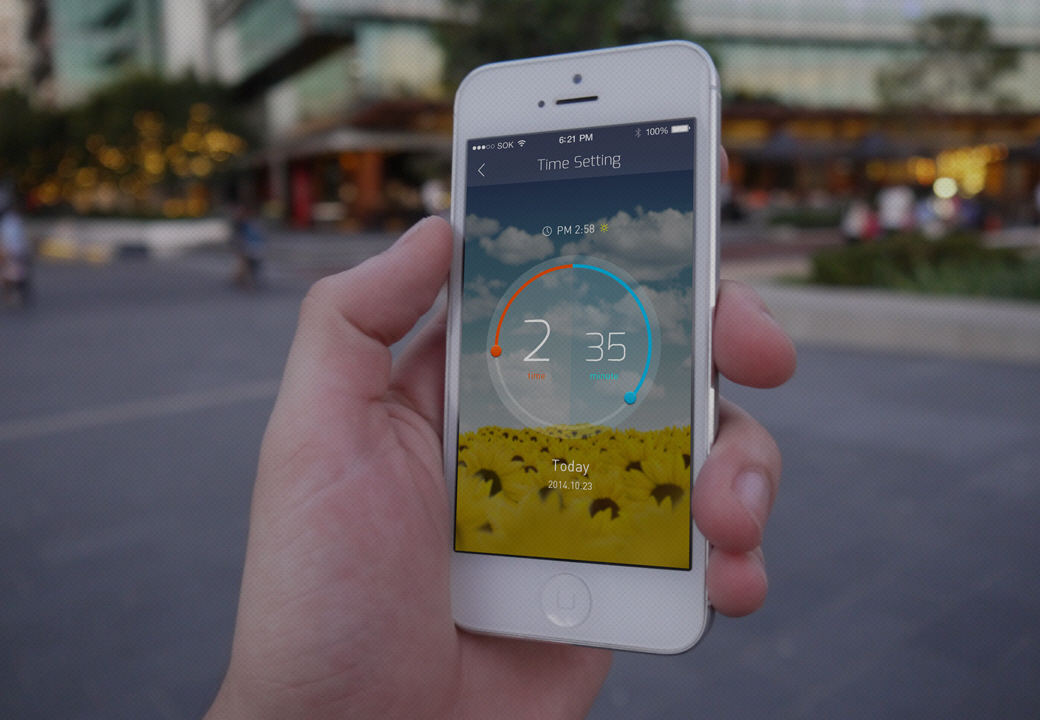 SOK 6:21 PM 100%
Time Setting
PM 2:58
2 35
time minute
Today
2014.10.23